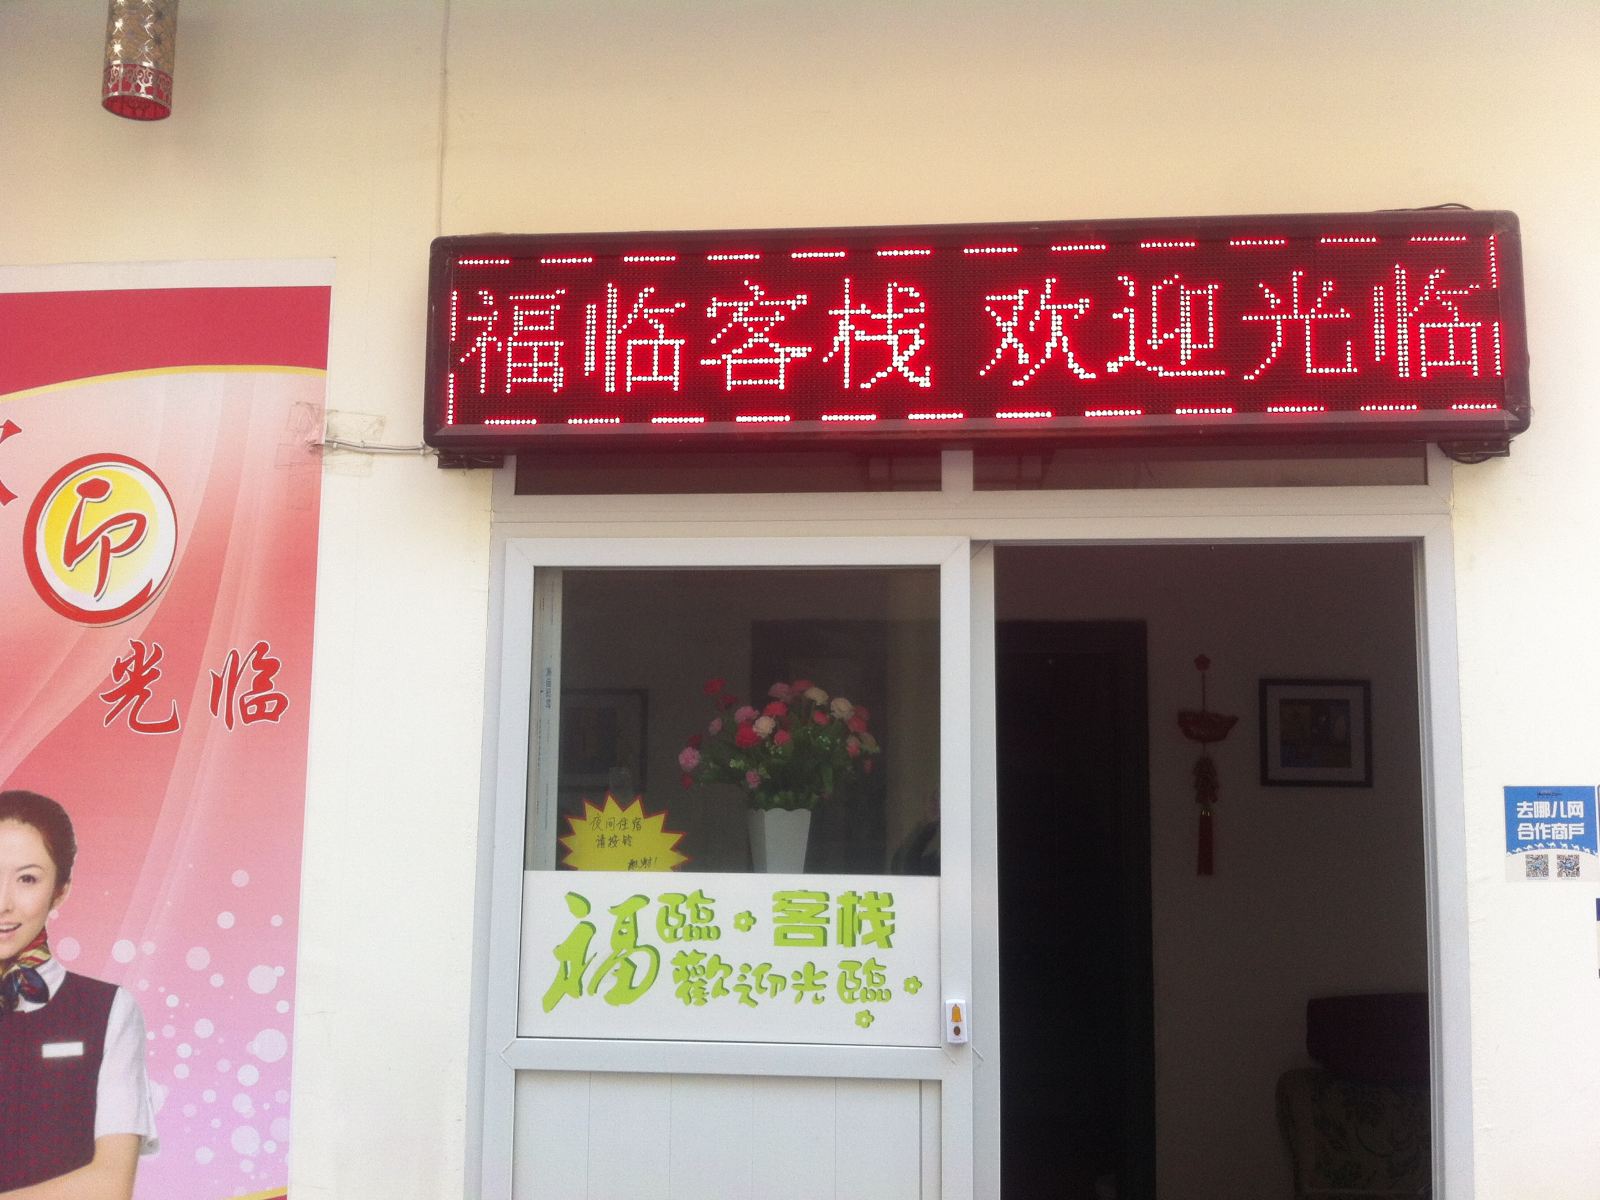 福临客栈 欢迎光临
光临
夜间住宿
请按铃
谢谢!
福臨·客栈
歡迎光臨
去哪儿网
合作商戶